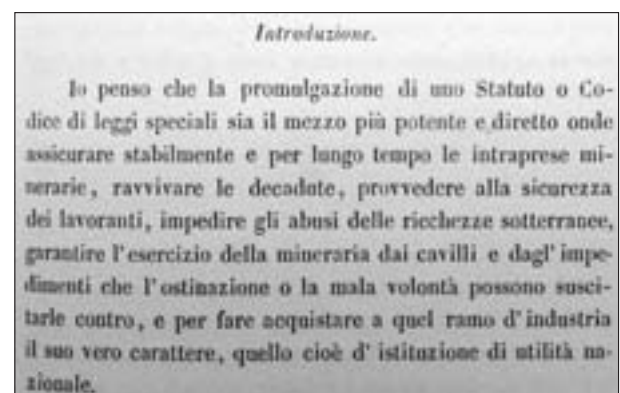 Introduzione.
Io penso che la promulgazione di uno Statuto o Co-
dice di leggi speciali sia il mezzo più potente e diretto onde
assicurare stabilmente e per lungo tempo le intraprese mi-
nerarie, ravvivare le decadute, provvedere alla sicurezza
dei lavoranti, impedire gli abusi delle ricchezze sotterranee,
garantire l'esercizio della mineraria dai cavilli e dagl' impe-
dimenti che l'ostinazione o la mala volontà possono susci-
tarle contro, e per fare acquistare a quel ramo d'industria
il suo vero carattere, quello cioè d'istituzione di utilità na-
zionale.